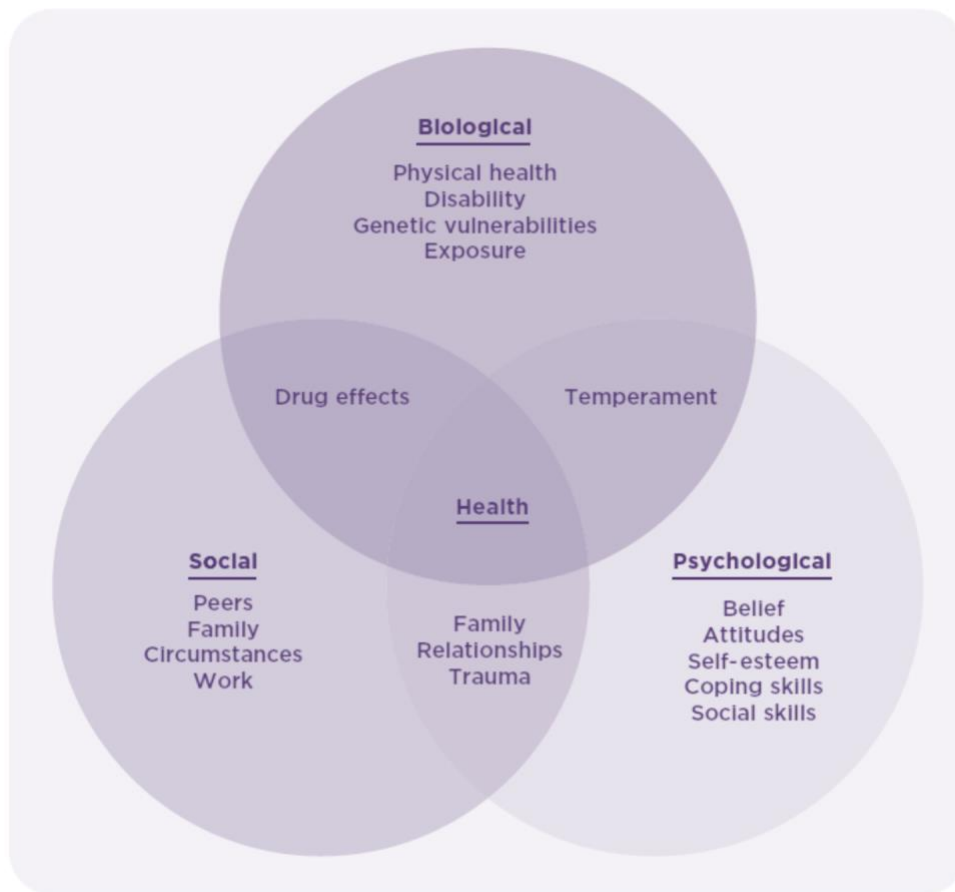 Biological
Physical health
Disability
Genetic vulnerabilities
Exposure
Drug effects
Temperament
Health
Social
Peers
Family
Circumstances
Work
Family
Relationships
Trauma
Psychological
Belief
Attitudes
Self-esteem
Coping skills
Social skills